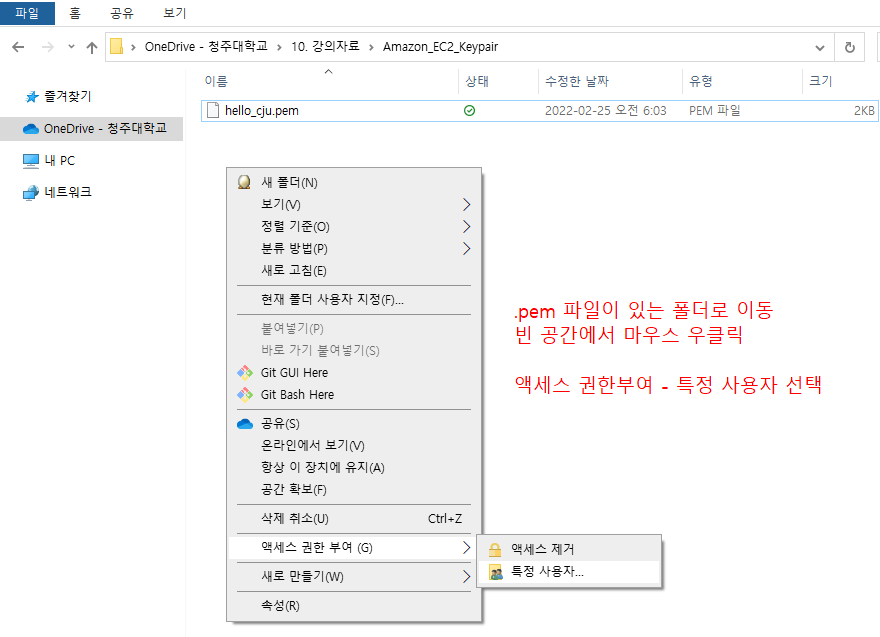 파일 홈 공유 보기
OneDrive - 청주대학교 > 10. 강의자료 > Amazon_EC2_Keypair
이름 상태 수정한 날짜 유형 크기
hello_cju.pem 2022-02-25 오전 6:03 PEM 파일 2KB
즐겨찾기
OneDrive - 청주대학교
내 PC
네트워크
새 폴더(N)
보기(V)
정렬 기준(O)
분류 방법(P)
새로 고침(E)
현재 폴더 사용자 지정(F)...
붙여넣기(P)
바로 가기 붙여넣기(S)
Git GUI Here
Git Bash Here
공유(S)
온라인에서 보기(V)
항상 이 장치에 유지(A)
공간 확보(F)
삭제 취소(U) Ctrl+Z
액세스 권한 부여 (G)
새로 만들기(W)
속성(R)
액세스 제거
특정 사용자...
.pem 파일이 있는 폴더로 이동
빈 공간에서 마우스 우클릭
액세스 권한부여 - 특정 사용자 선택